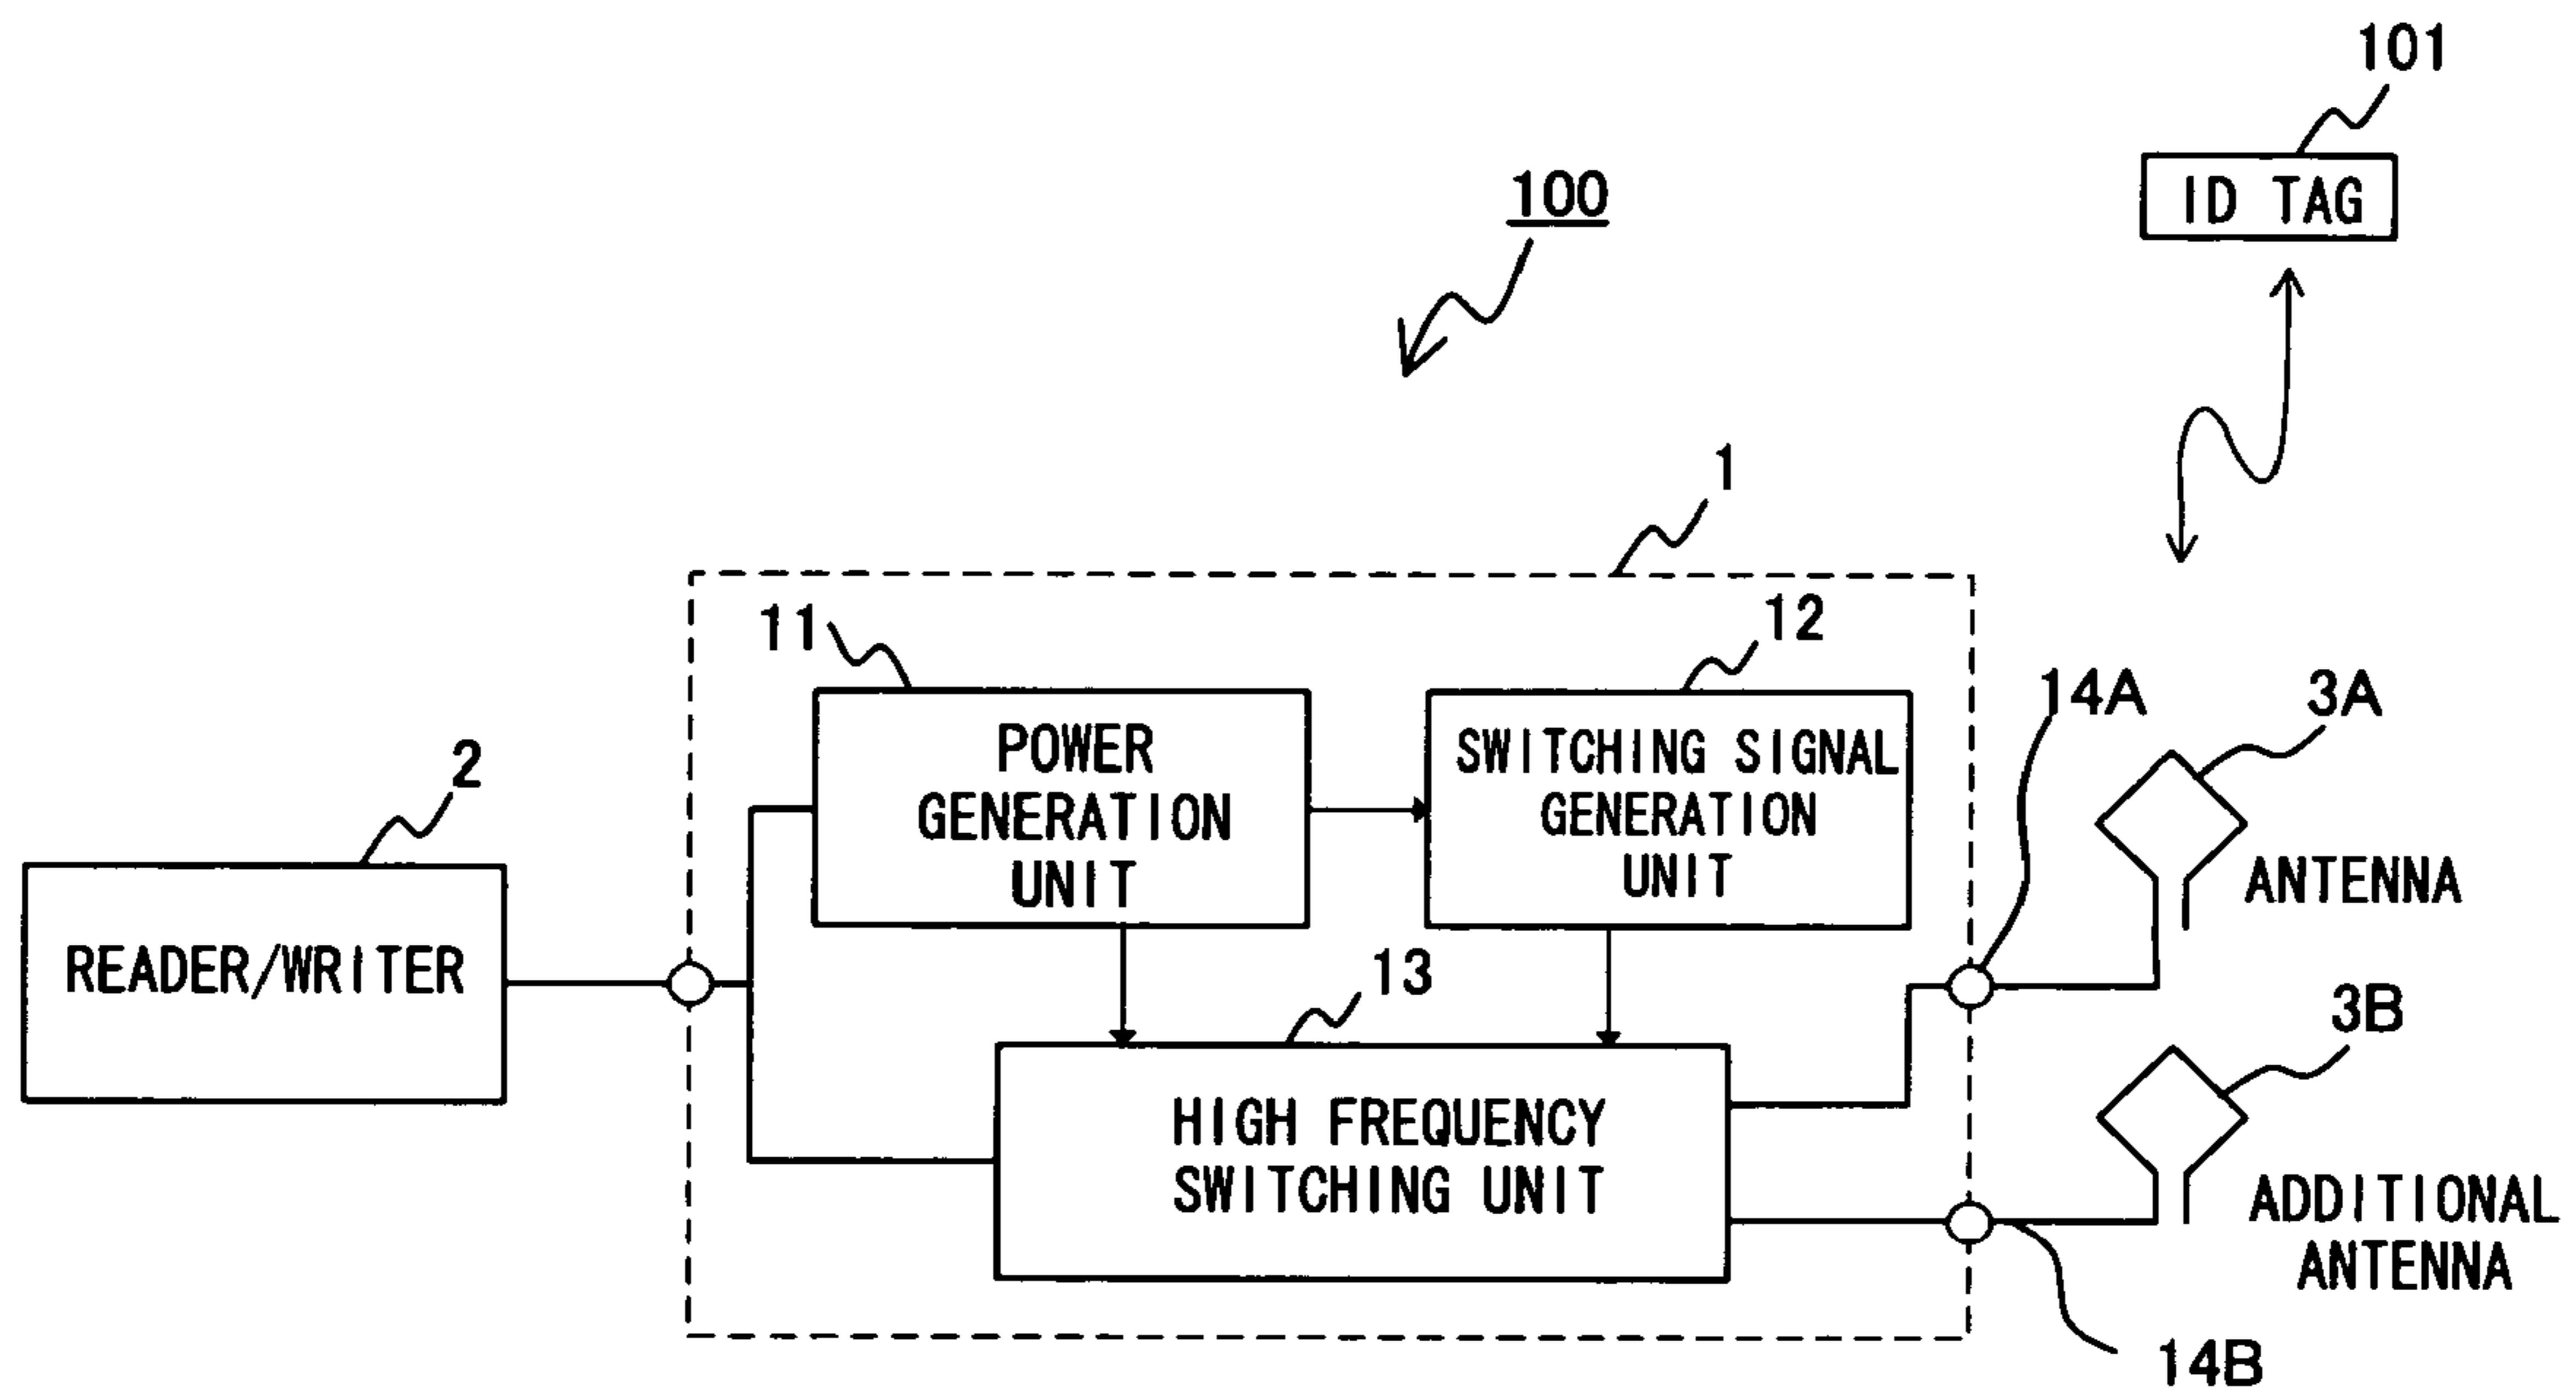 101
ID TAG
100
1
11
12
14A
3A
POWER
GENERATION
UNIT
SWITCHING SIGNAL
GENERATION
UNIT
2
READER/WRITER
ANTENNA
13
3B
HIGH FREQUENCY
SWITCHING UNIT
ADDITIONAL
ANTENNA
14B